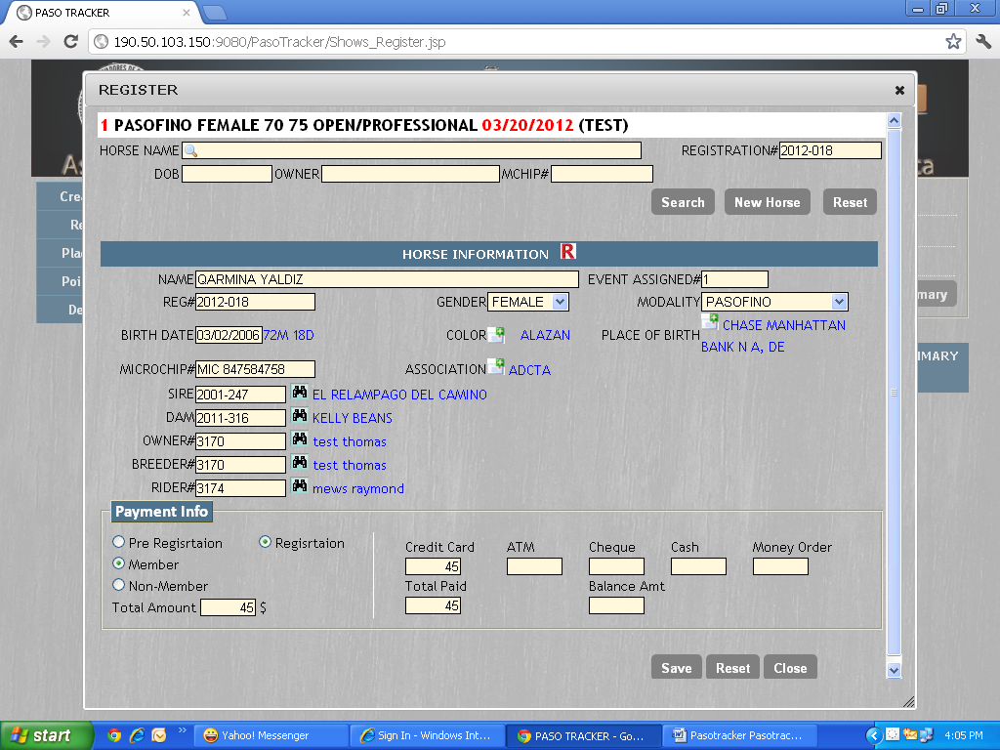 PASO TRACKER
190.50.103.150:9080/PasoTracker/Shows_Register.jsp
REGISTER
1 PASOFINO FEMALE 70 75 OPEN/PROFESSIONAL 03/20/2012 (TEST)
HORSE NAME REGISTRATION# 2012-018
DOB OWNER MCHIP#
Search New Horse Reset
HORSE INFORMATION R
NAME QARMINA YALDIZ EVENT ASSIGNED# 1
REG# 2012-018 GENDER FEMALE MODALITY PASOFINO
BIRTH DATE 03/02/2006 72M 18D COLOR ALAZAN PLACE OF BIRTH CHASE MANHATTAN
BANK N A, DE
MICROCHIP# MIC 847584758 ASSOCIATION ADCTA
SIRE 2001-247 EL RELAMPAGO DEL CAMINO
DAM 2011-316 KELLY BEANS
OWNER# 3170 test thomas
BREEDER# 3170 test thomas
RIDER# 3174 mews raymond
Payment Info
Pre Regisrtaion Regisrtaion
Member
Non-Member
Total Amount 45 $
Credit Card ATM Cheque Cash Money Order
45
Total Paid Balance Amt
45
Save Reset Close
start Yahoo! Messenger Sign In - Windows Int... PASO TRACKER - Go... Pasotracker Pasotrac... 4:05 PM